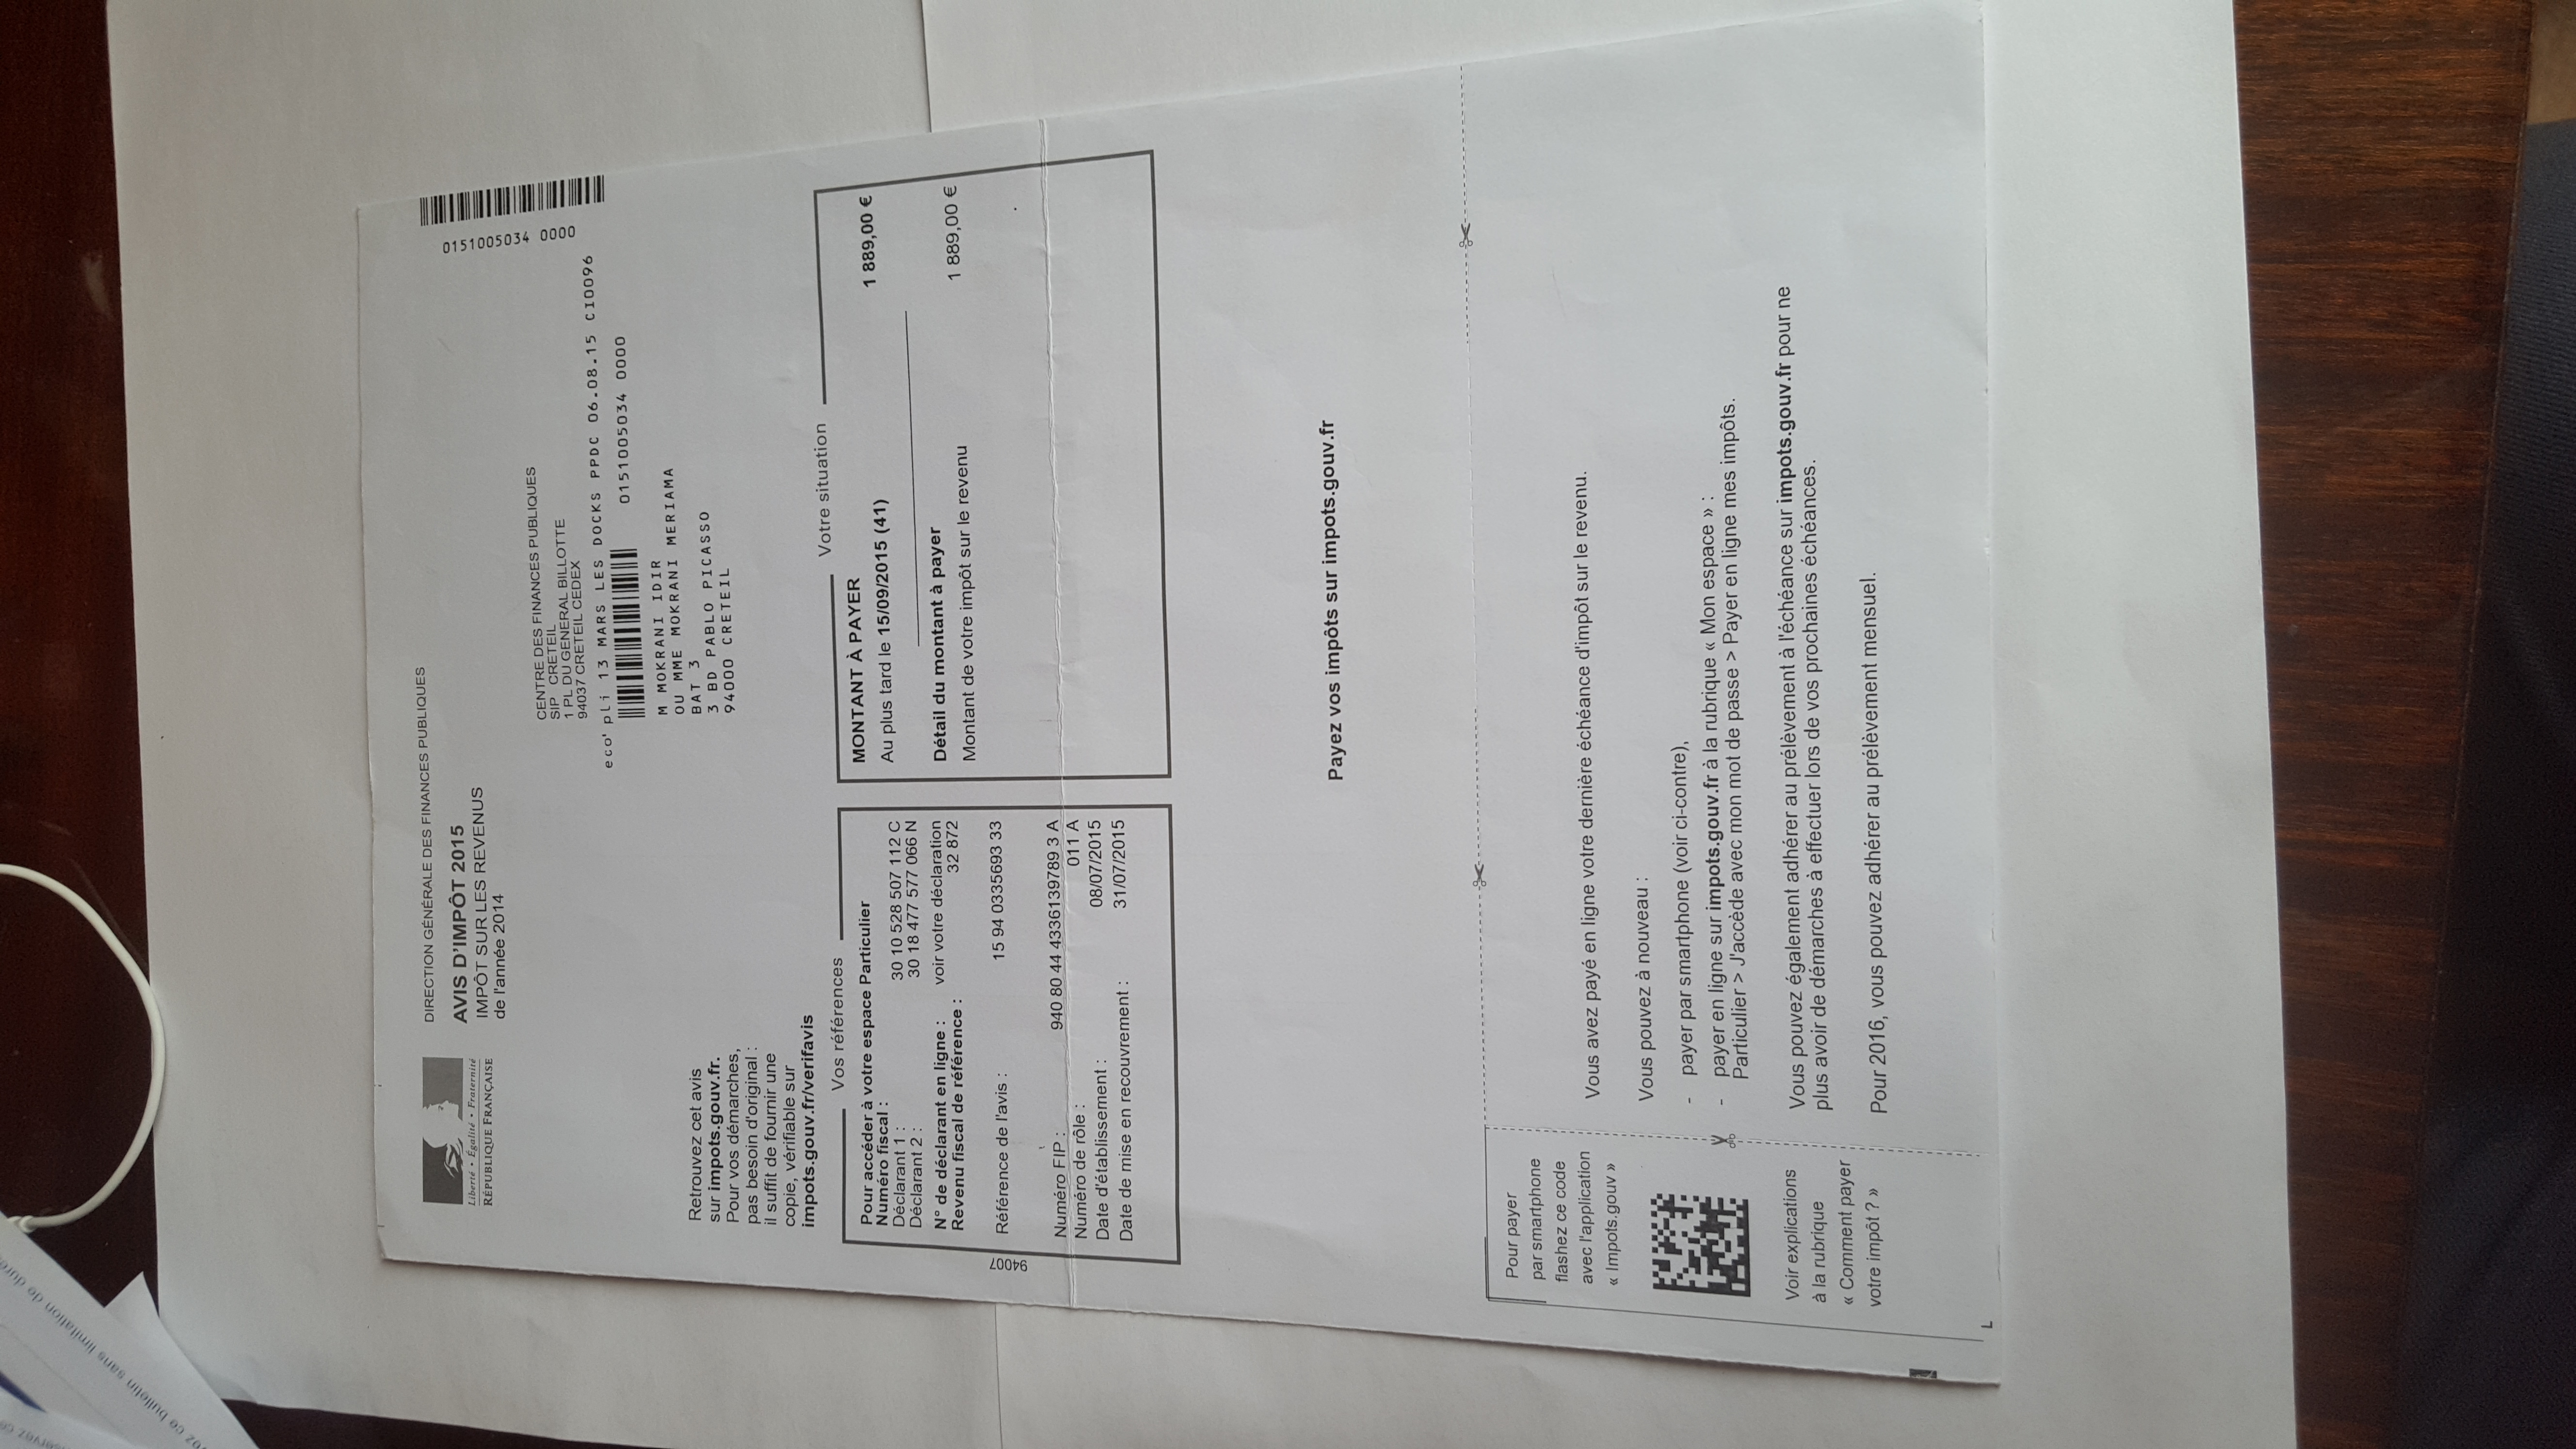 ez ce bulletin sans limitation de durée
Liberté • Égalité • Fraternité
RÉPUBLIQUE FRANÇAISE
DIRECTION GÉNÉRALE DES FINANCES PUBLIQUES
AVIS D'IMPÔT 2015
IMPÔT SUR LES REVENUS
de l'année 2014
0151005034 0000
CENTRE DES FINANCES PUBLIQUES
SIP CRETEIL
1 PL DU GENERAL BILLOTTE
94037 CRETEIL CEDEX
eco' pli 13 MARS LES DOCKS PPDC 06.08.15 CI0096
0151005034 0000
M MOKRANI IDIR
OU MME MOKRANI MERIAMA
BAT 3
3 BD PABLO PICASSO
94000 CRETEIL
Retrouvez cet avis
sur impots.gouv.fr.
Pour vos démarches,
pas besoin d'original :
il suffit de fournir une
copie, vérifiable sur
impots.gouv.fr/verifavis
Vos références
Pour accéder à votre espace Particulier
Numéro fiscal :
Déclarant 1 : 30 10 528 507 112 C
Déclarant 2 : 30 18 477 577 066 N
N° de déclarant en ligne : voir votre déclaration
Revenu fiscal de référence : 32 872
Référence de l'avis : 15 94 0335693 33
94007
Numéro FIP : 940 80 44 4336139789 3 A
Numéro de rôle : 011 A
Date d'établissement : 08/07/2015
Date de mise en recouvrement : 31/07/2015
Votre situation
MONTANT À PAYER
Au plus tard le 15/09/2015 (41) 1 889,00 €
Détail du montant à payer
Montant de votre impôt sur le revenu 1 889,00 €
Payez vos impôts sur impots.gouv.fr
Pour payer
par smartphone
flashez ce code
avec l'application
« Impots.gouv »
Voir explications
à la rubrique
« Comment payer
votre impôt ? »
L
Vous avez payé en ligne votre dernière échéance d'impôt sur le revenu.
Vous pouvez à nouveau :
- payer par smartphone (voir ci-contre),
- payer en ligne sur impots.gouv.fr à la rubrique « Mon espace » :
Particulier > J'accède avec mon mot de passe > Payer en ligne mes impôts.
Vous pouvez également adhérer au prélèvement à l'échéance sur impots.gouv.fr pour ne
plus avoir de démarches à effectuer lors de vos prochaines échéances.
Pour 2016, vous pouvez adhérer au prélèvement mensuel.